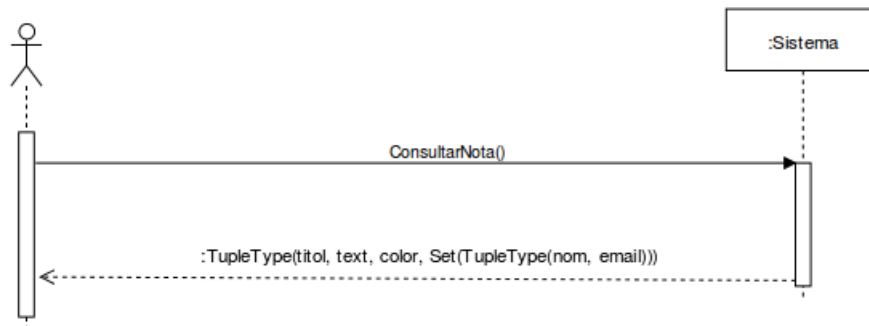 :Sistema
ConsultarNota()
:TupleType(titol, text, color, Set(TupleType(nom, email)))